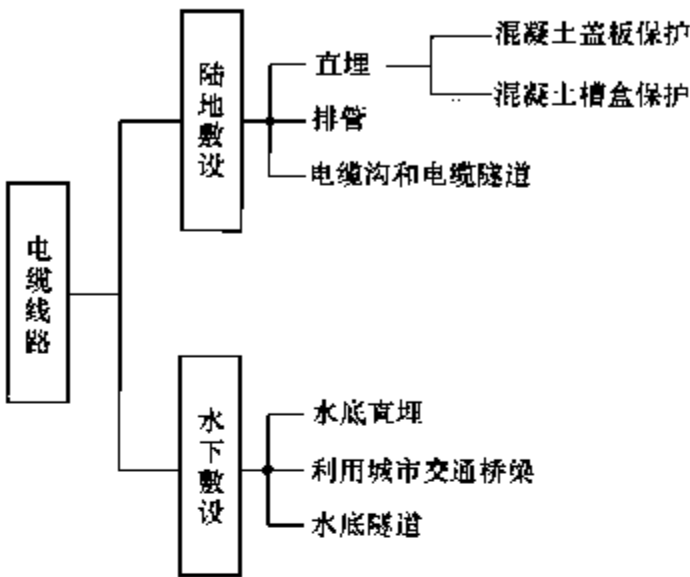 电缆线路
陆地敷设
直埋
混凝土盖板保护
混凝土槽盒保护
排管
电缆沟和电缆隧道
水下敷设
水底直埋
利用城市交通桥梁
水底隧道